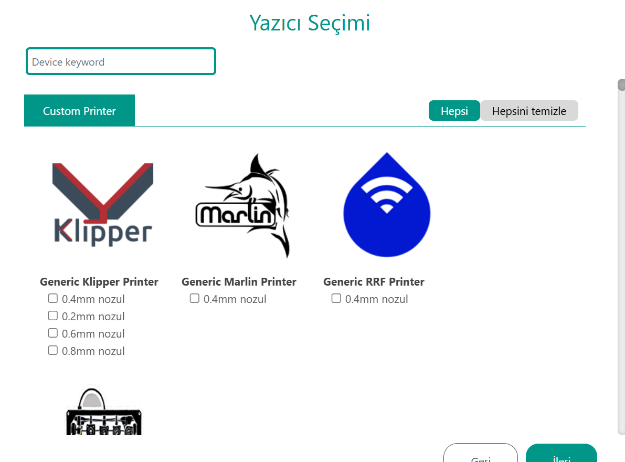 Yazıcı Seçimi
Device keyword
Custom Printer
Hepsi
Hepsini temizle
Klipper
Marlin
Generic Klipper Printer
0.4mm nozul
0.2mm nozul
0.6mm nozul
0.8mm nozul
Generic Marlin Printer
0.4mm nozul
Generic RRF Printer
0.4mm nozul
Geri
İleri